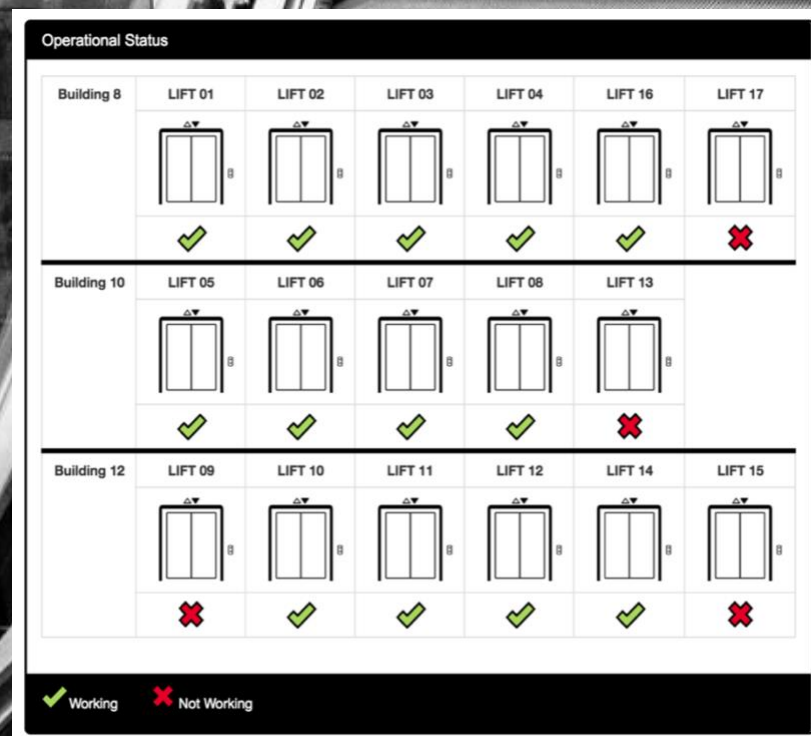 Operational Status
Building 8 LIFT 01 LIFT 02 LIFT 03 LIFT 04 LIFT 16 LIFT 17
Building 10 LIFT 05 LIFT 06 LIFT 07 LIFT 08 LIFT 13
Building 12 LIFT 09 LIFT 10 LIFT 11 LIFT 12 LIFT 14 LIFT 15
Working Not Working